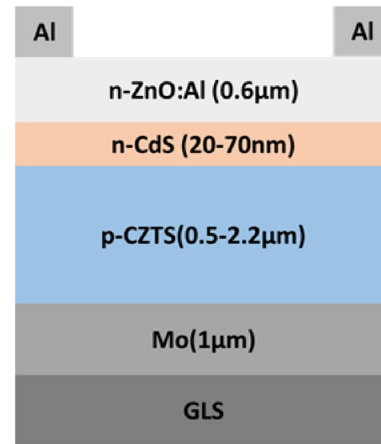 Al Al
n-ZnO:Al (0.6μm)
n-CdS (20-70nm)
p-CZTS(0.5-2.2μm)
Mo(1μm)
GLS